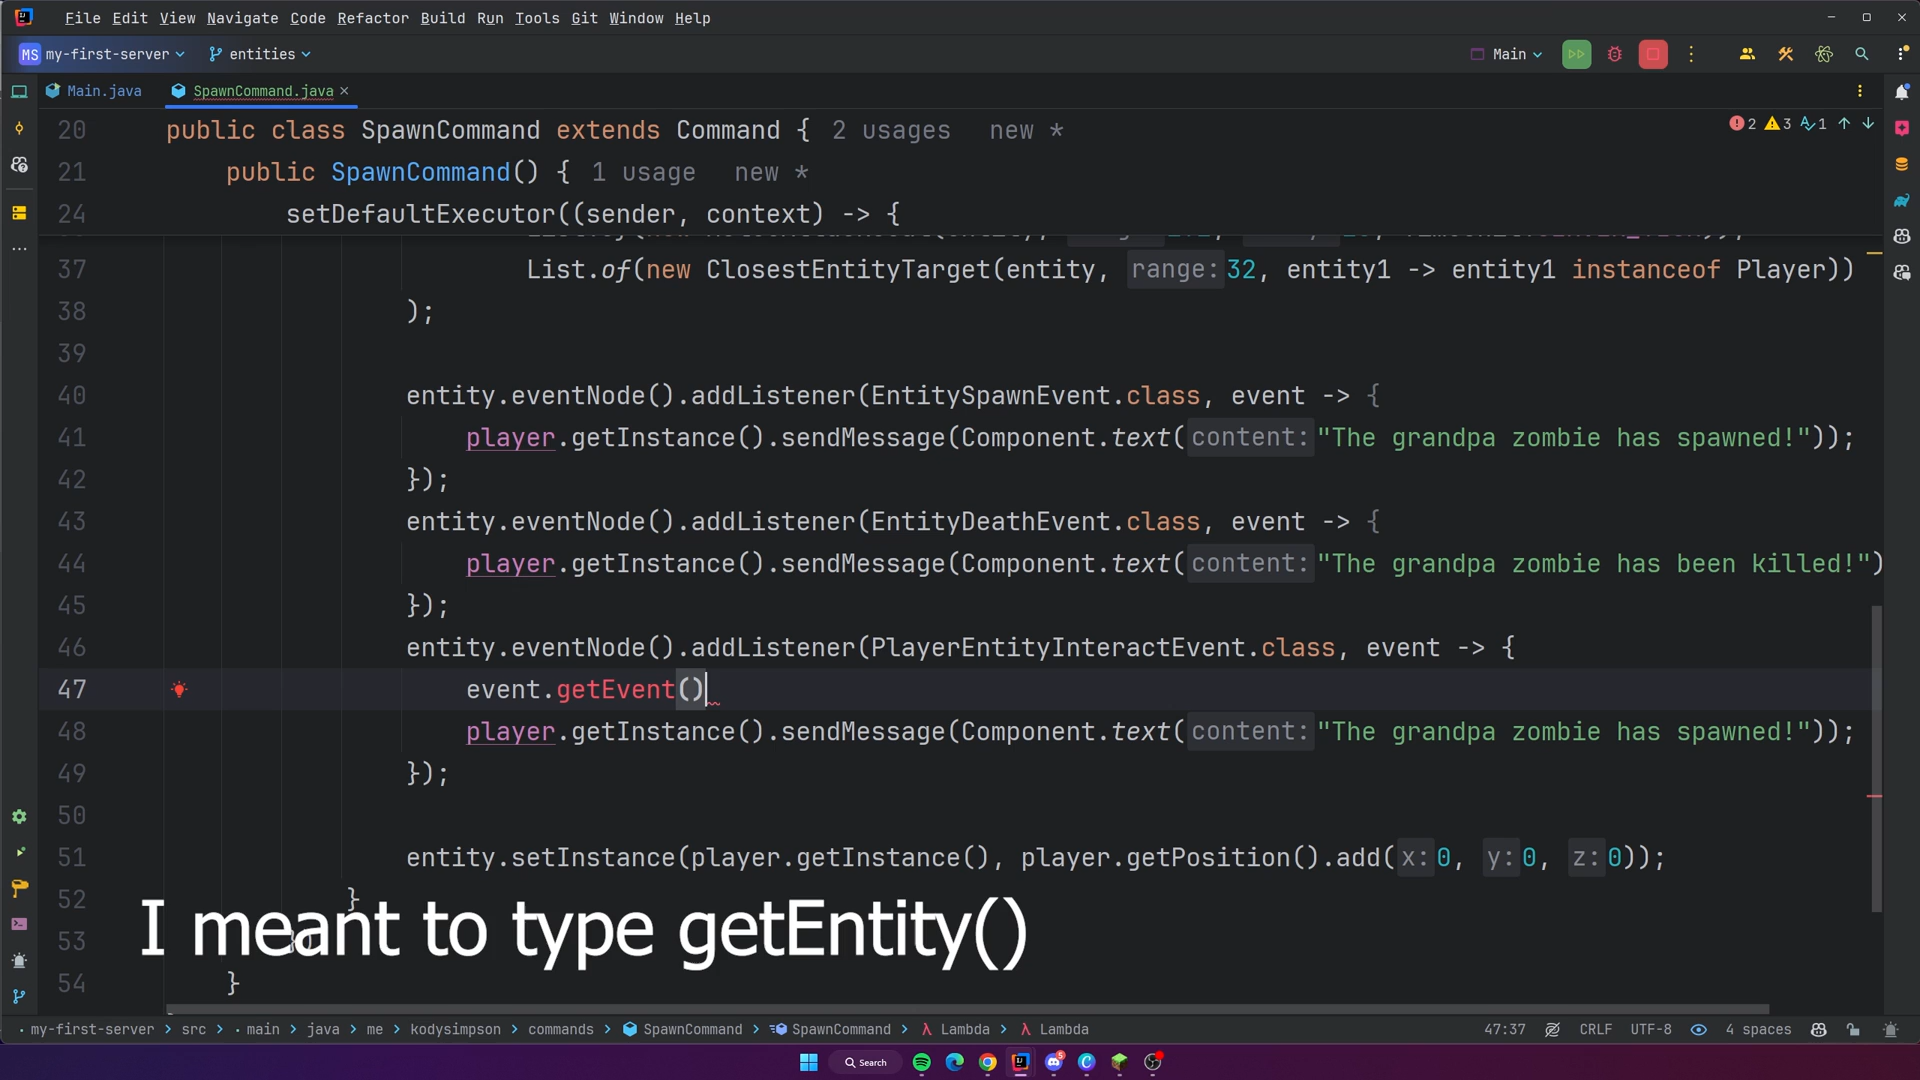 File Edit View Navigate Code Refactor Build Run Tools Git Window Help
MS my-first-server entities Main
Main.java SpawnCommand.java
20 public class SpawnCommand extends Command { 2 usages new *
2 3 1
21 public SpawnCommand() { 1 usage new *
24 setDefaultExecutor((sender, context) -> {
37 List.of(new ClosestEntityTarget(entity, range: 32, entity1 -> entity1 instanceof Player))
38 );
39
40 entity.eventNode().addListener(EntitySpawnEvent.class, event -> {
41 player.getInstance().sendMessage(Component.text( content: "The grandpa zombie has spawned!"));
42 });
43 entity.eventNode().addListener(EntityDeathEvent.class, event -> {
44 player.getInstance().sendMessage(Component.text( content: "The grandpa zombie has been killed!")
45 });
46 entity.eventNode().addListener(PlayerEntityInteractEvent.class, event -> {
47 event.getEvent()
48 player.getInstance().sendMessage(Component.text( content: "The grandpa zombie has spawned!"));
49 });
50
51 entity.setInstance(player.getInstance(), player.getPosition().add( x: 0, y: 0, z: 0));
52 }
I meant to type getEntity()
53
54 }
my-first-server > src > main > java > me > kodysimpson > commands > SpawnCommand > SpawnCommand > Lambda > Lambda
47:37 CRLF UTF-8 4 spaces
Search